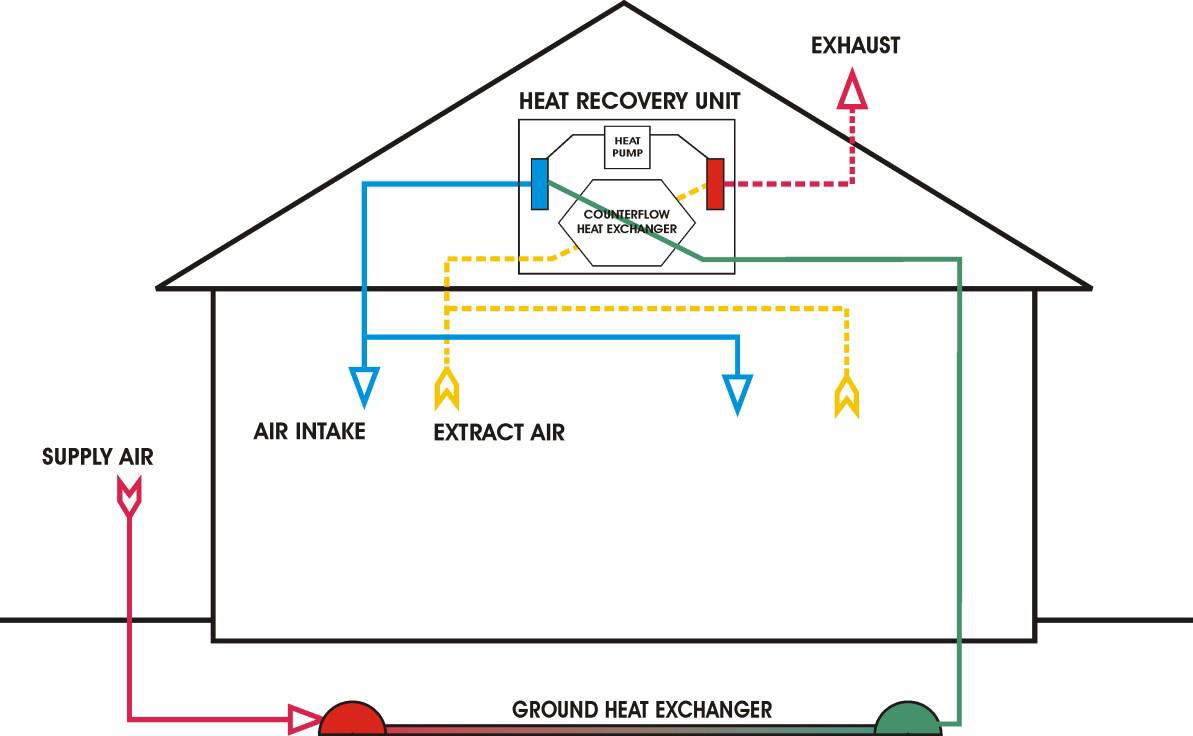 EXHAUST
HEAT RECOVERY UNIT
HEAT
PUMP
COUNTERFLOW
HEAT EXCHANGER
AIR INTAKE
EXTRACT AIR
SUPPLY AIR
GROUND HEAT EXCHANGER